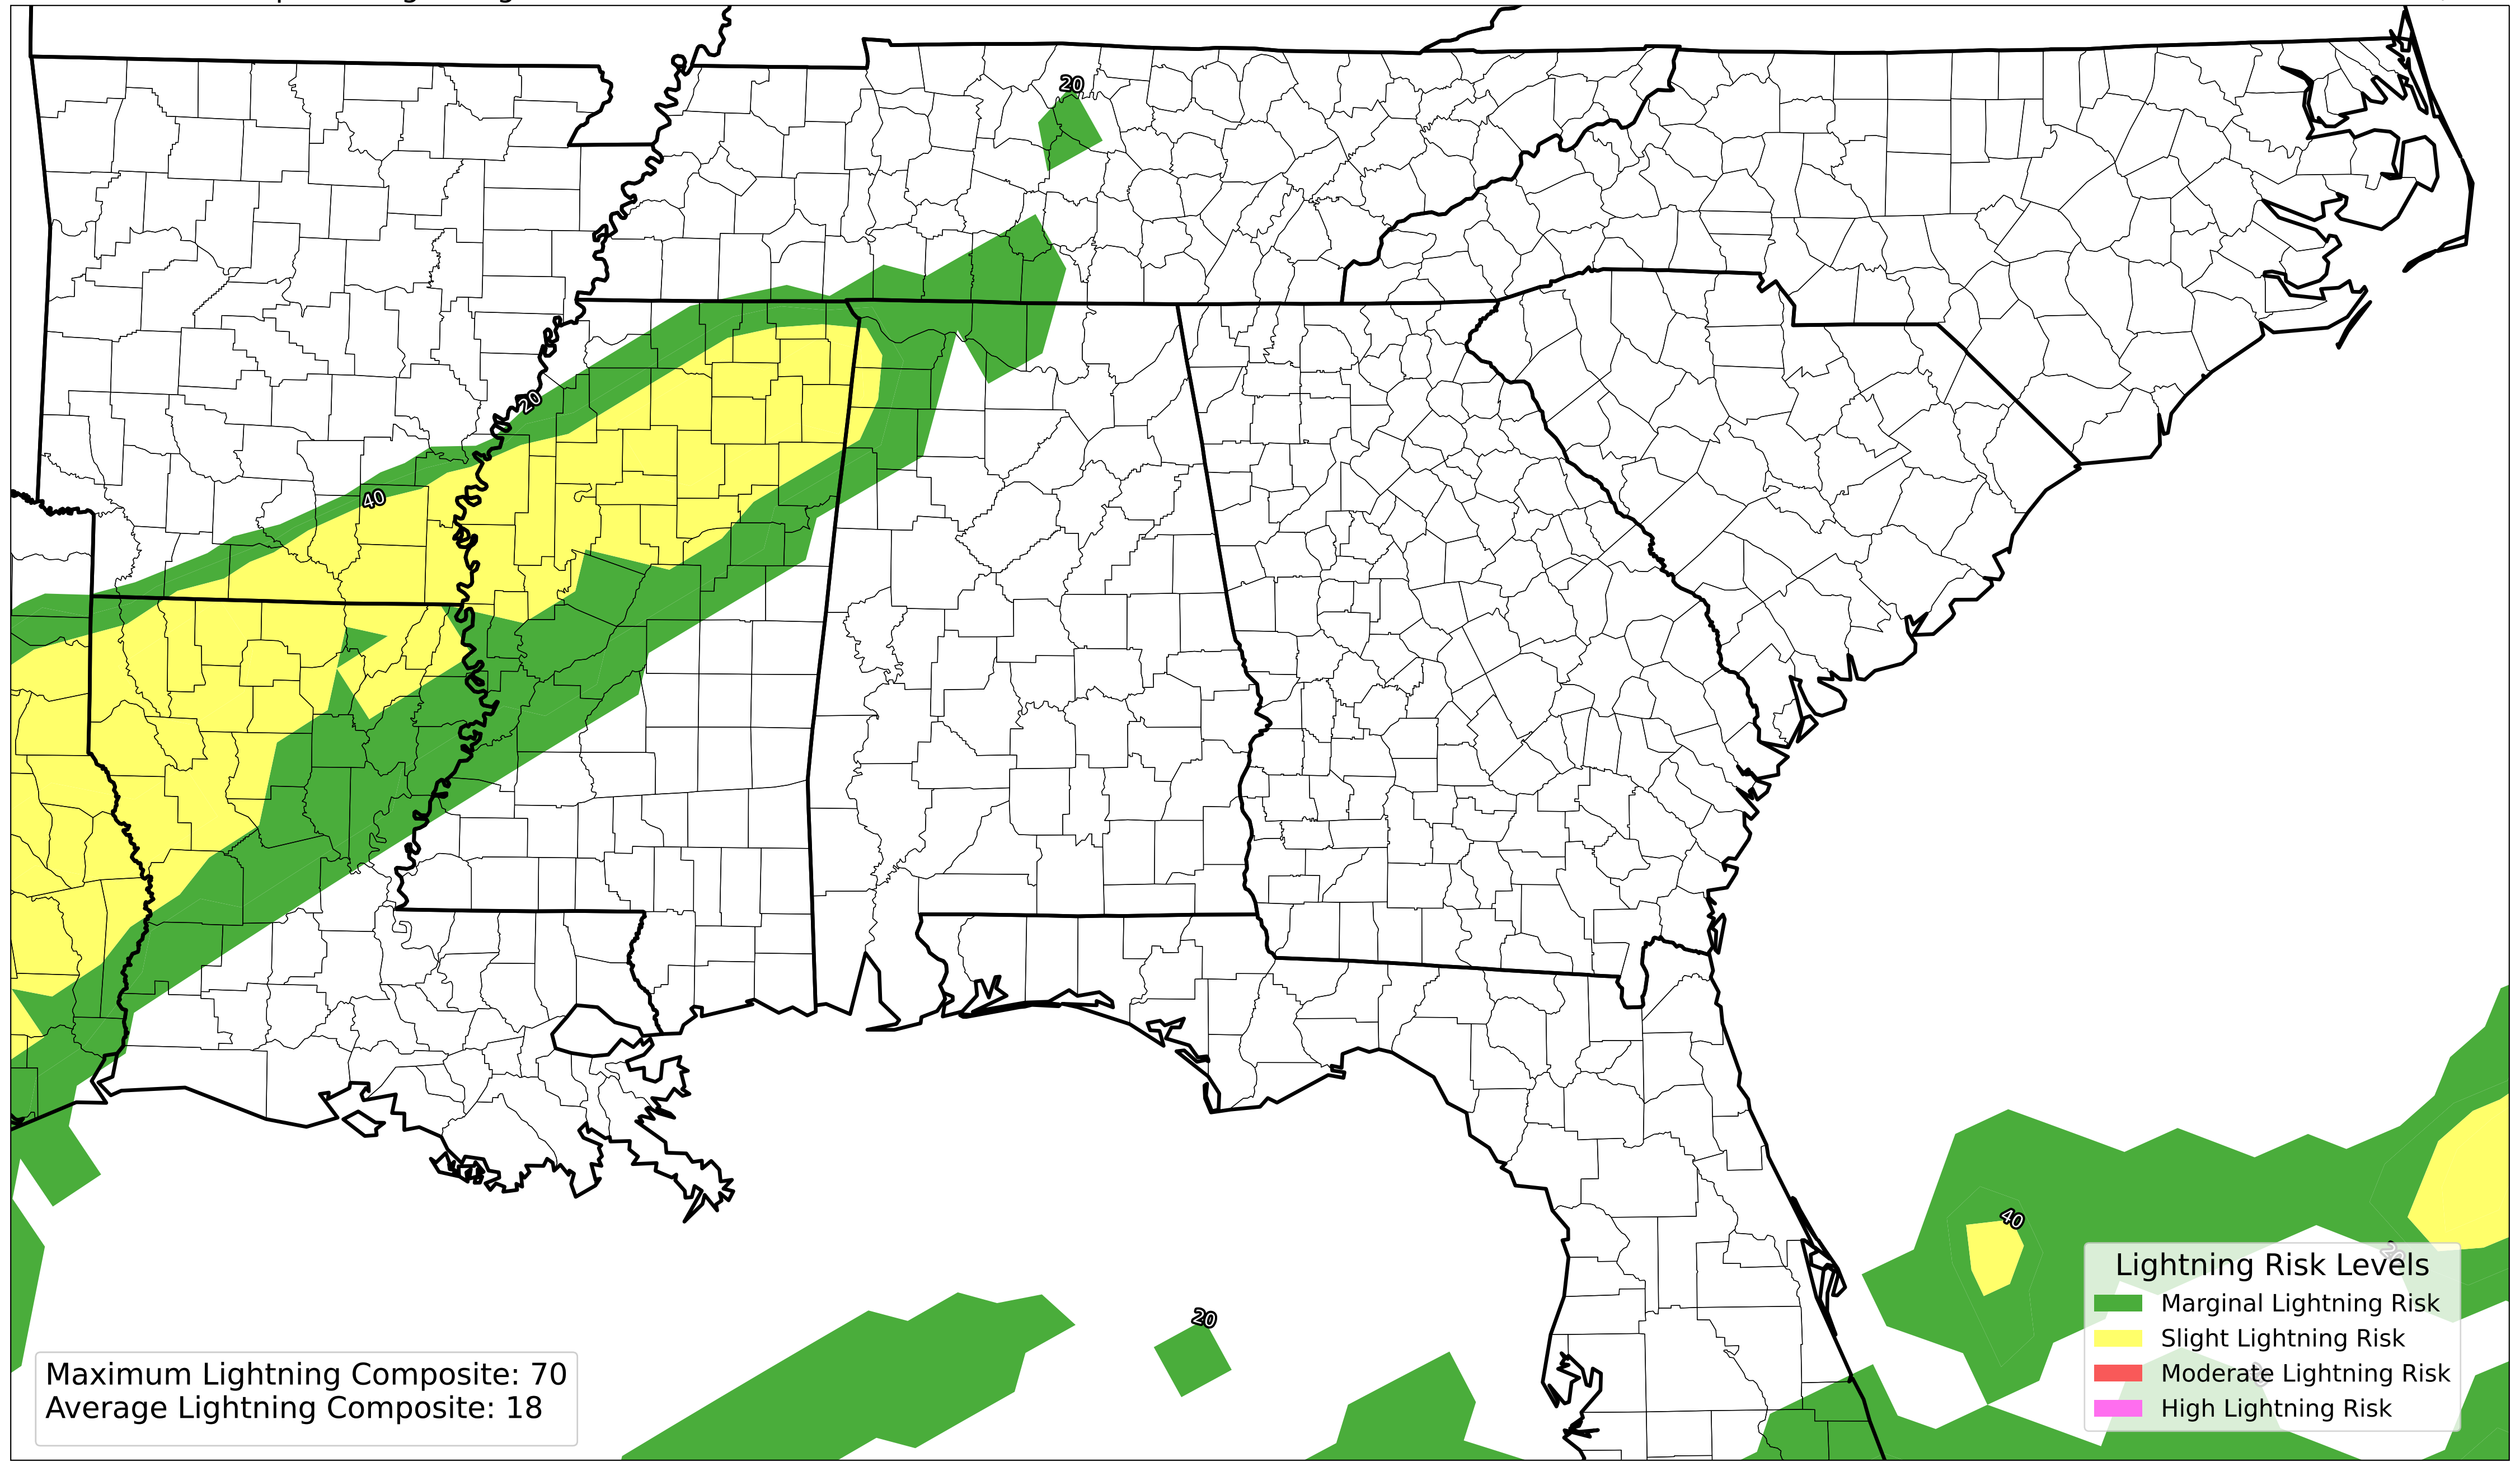 20
20
40
40
20
20
Lightning Risk Levels
Marginal Lightning Risk
Slight Lightning Risk
Moderate Lightning Risk
High Lightning Risk
Maximum Lightning Composite: 70
Average Lightning Composite: 18